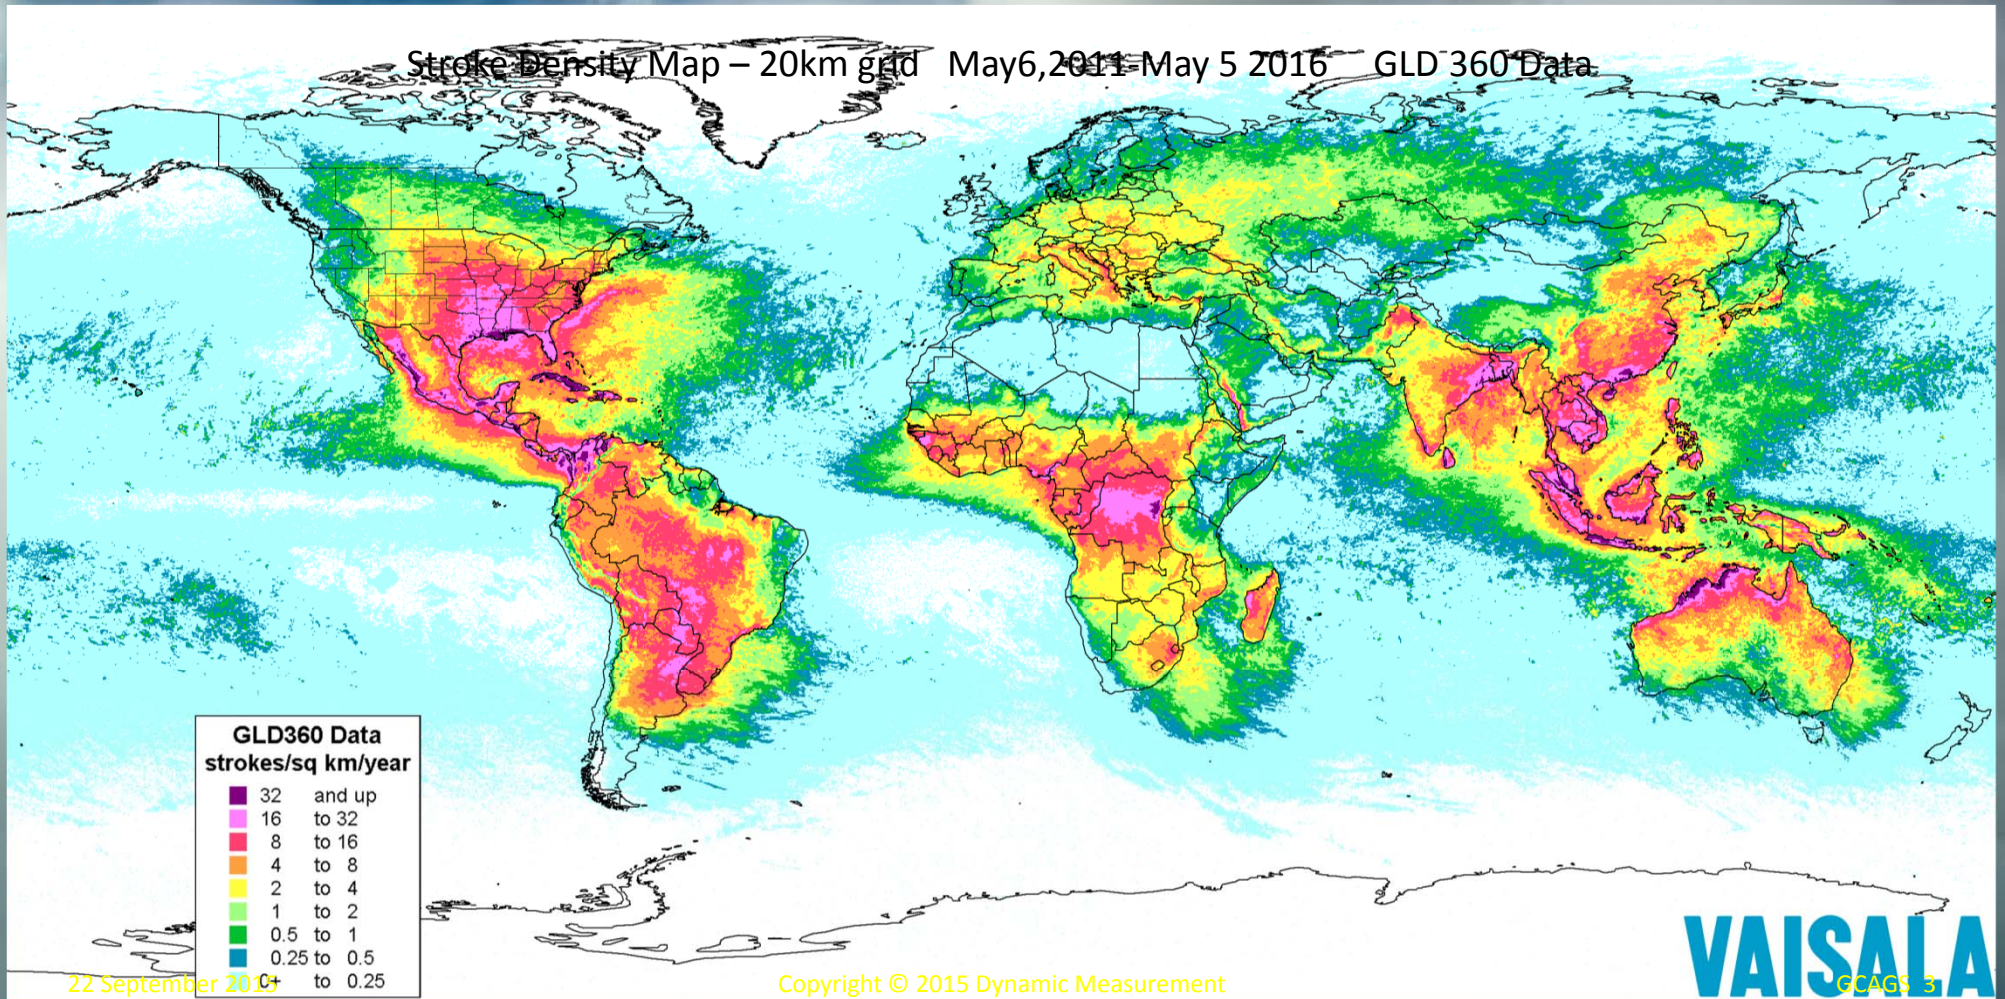 Stroke Density Map – 20km grid May6,2011-May 5 2016 GLD 360 Data
GLD360 Data
strokes/sq km/year
32 and up
16 to 32
8 to 16
4 to 8
2 to 4
1 to 2
0.5 to 1
0.25 to 0.5
0+ to 0.25
VAISALA
22 September 2015
Copyright © 2015 Dynamic Measurement
GCAGS 3